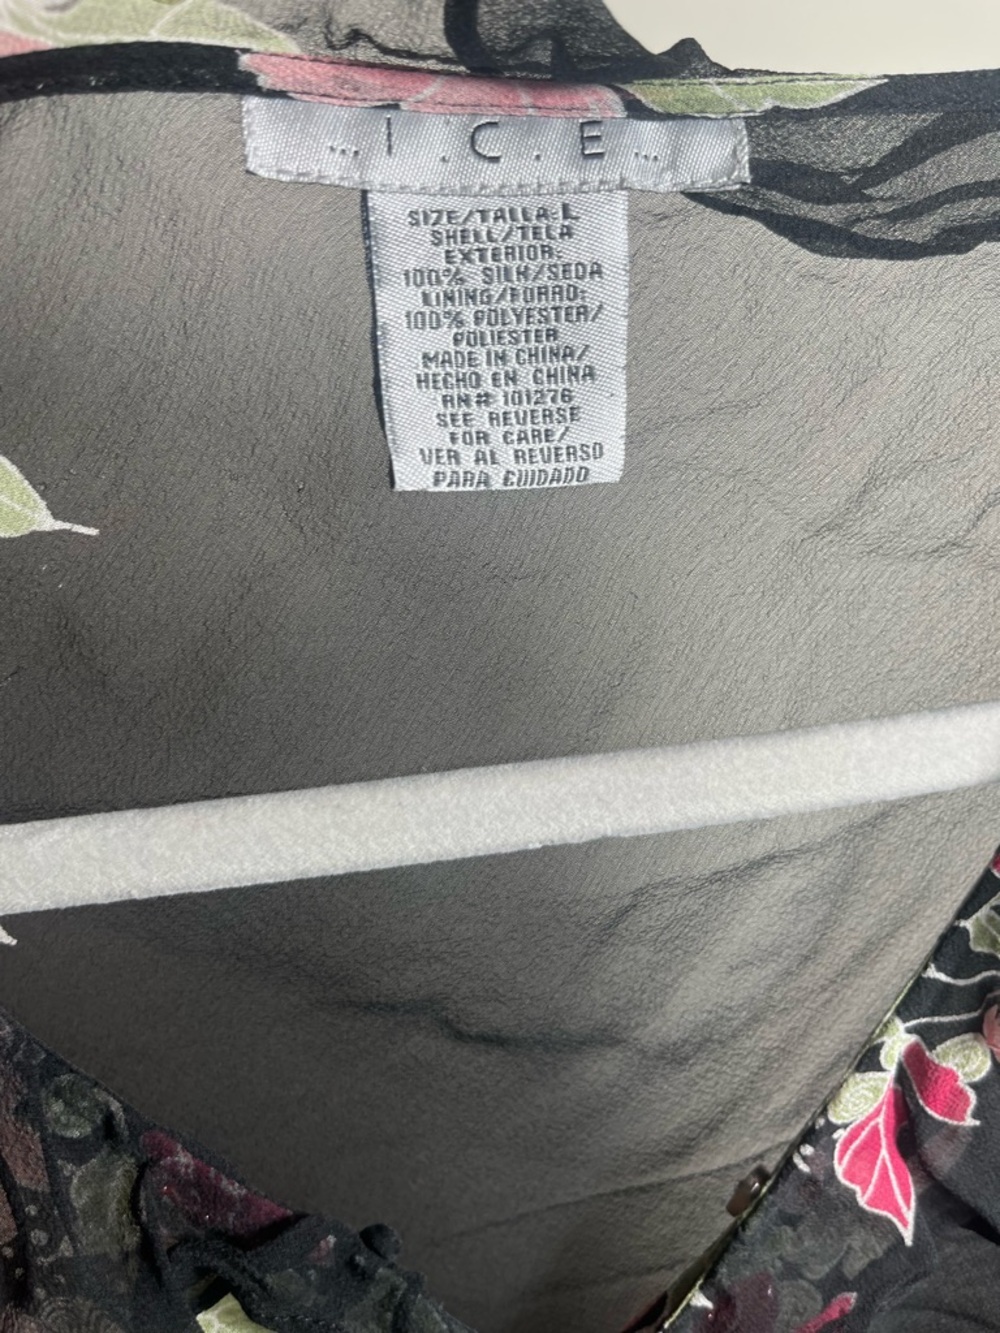 ... I . C . E ...
SIZE/TALLA:L
SHELL/TELA
EXTERIOR:
100% SILK/SEDA
LINING/FORRO:
100% POLYESTER/
POLIESTER
MADE IN CHINA/
HECHO EN CHINA
RN# 101276
SEE REVERSE
FOR CARE/
VER AL REVERSO
PARA CUIDADO